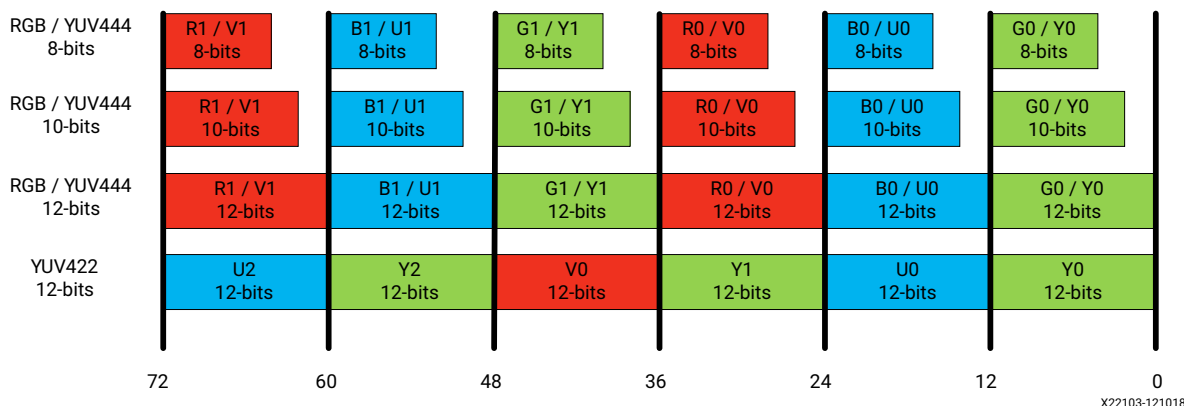 RGB / YUV444
8-bits
R1 / V1
8-bits
B1 / U1
8-bits
G1 / Y1
8-bits
R0 / V0
8-bits
B0 / U0
8-bits
G0 / Y0
8-bits
RGB / YUV444
10-bits
R1 / V1
10-bits
B1 / U1
10-bits
G1 / Y1
10-bits
R0 / V0
10-bits
B0 / U0
10-bits
G0 / Y0
10-bits
RGB / YUV444
12-bits
R1 / V1
12-bits
B1 / U1
12-bits
G1 / Y1
12-bits
R0 / V0
12-bits
B0 / U0
12-bits
G0 / Y0
12-bits
YUV422
12-bits
U2
12-bits
Y2
12-bits
V0
12-bits
Y1
12-bits
U0
12-bits
Y0
12-bits
72 60 48 36 24 12 0
X22103-121018